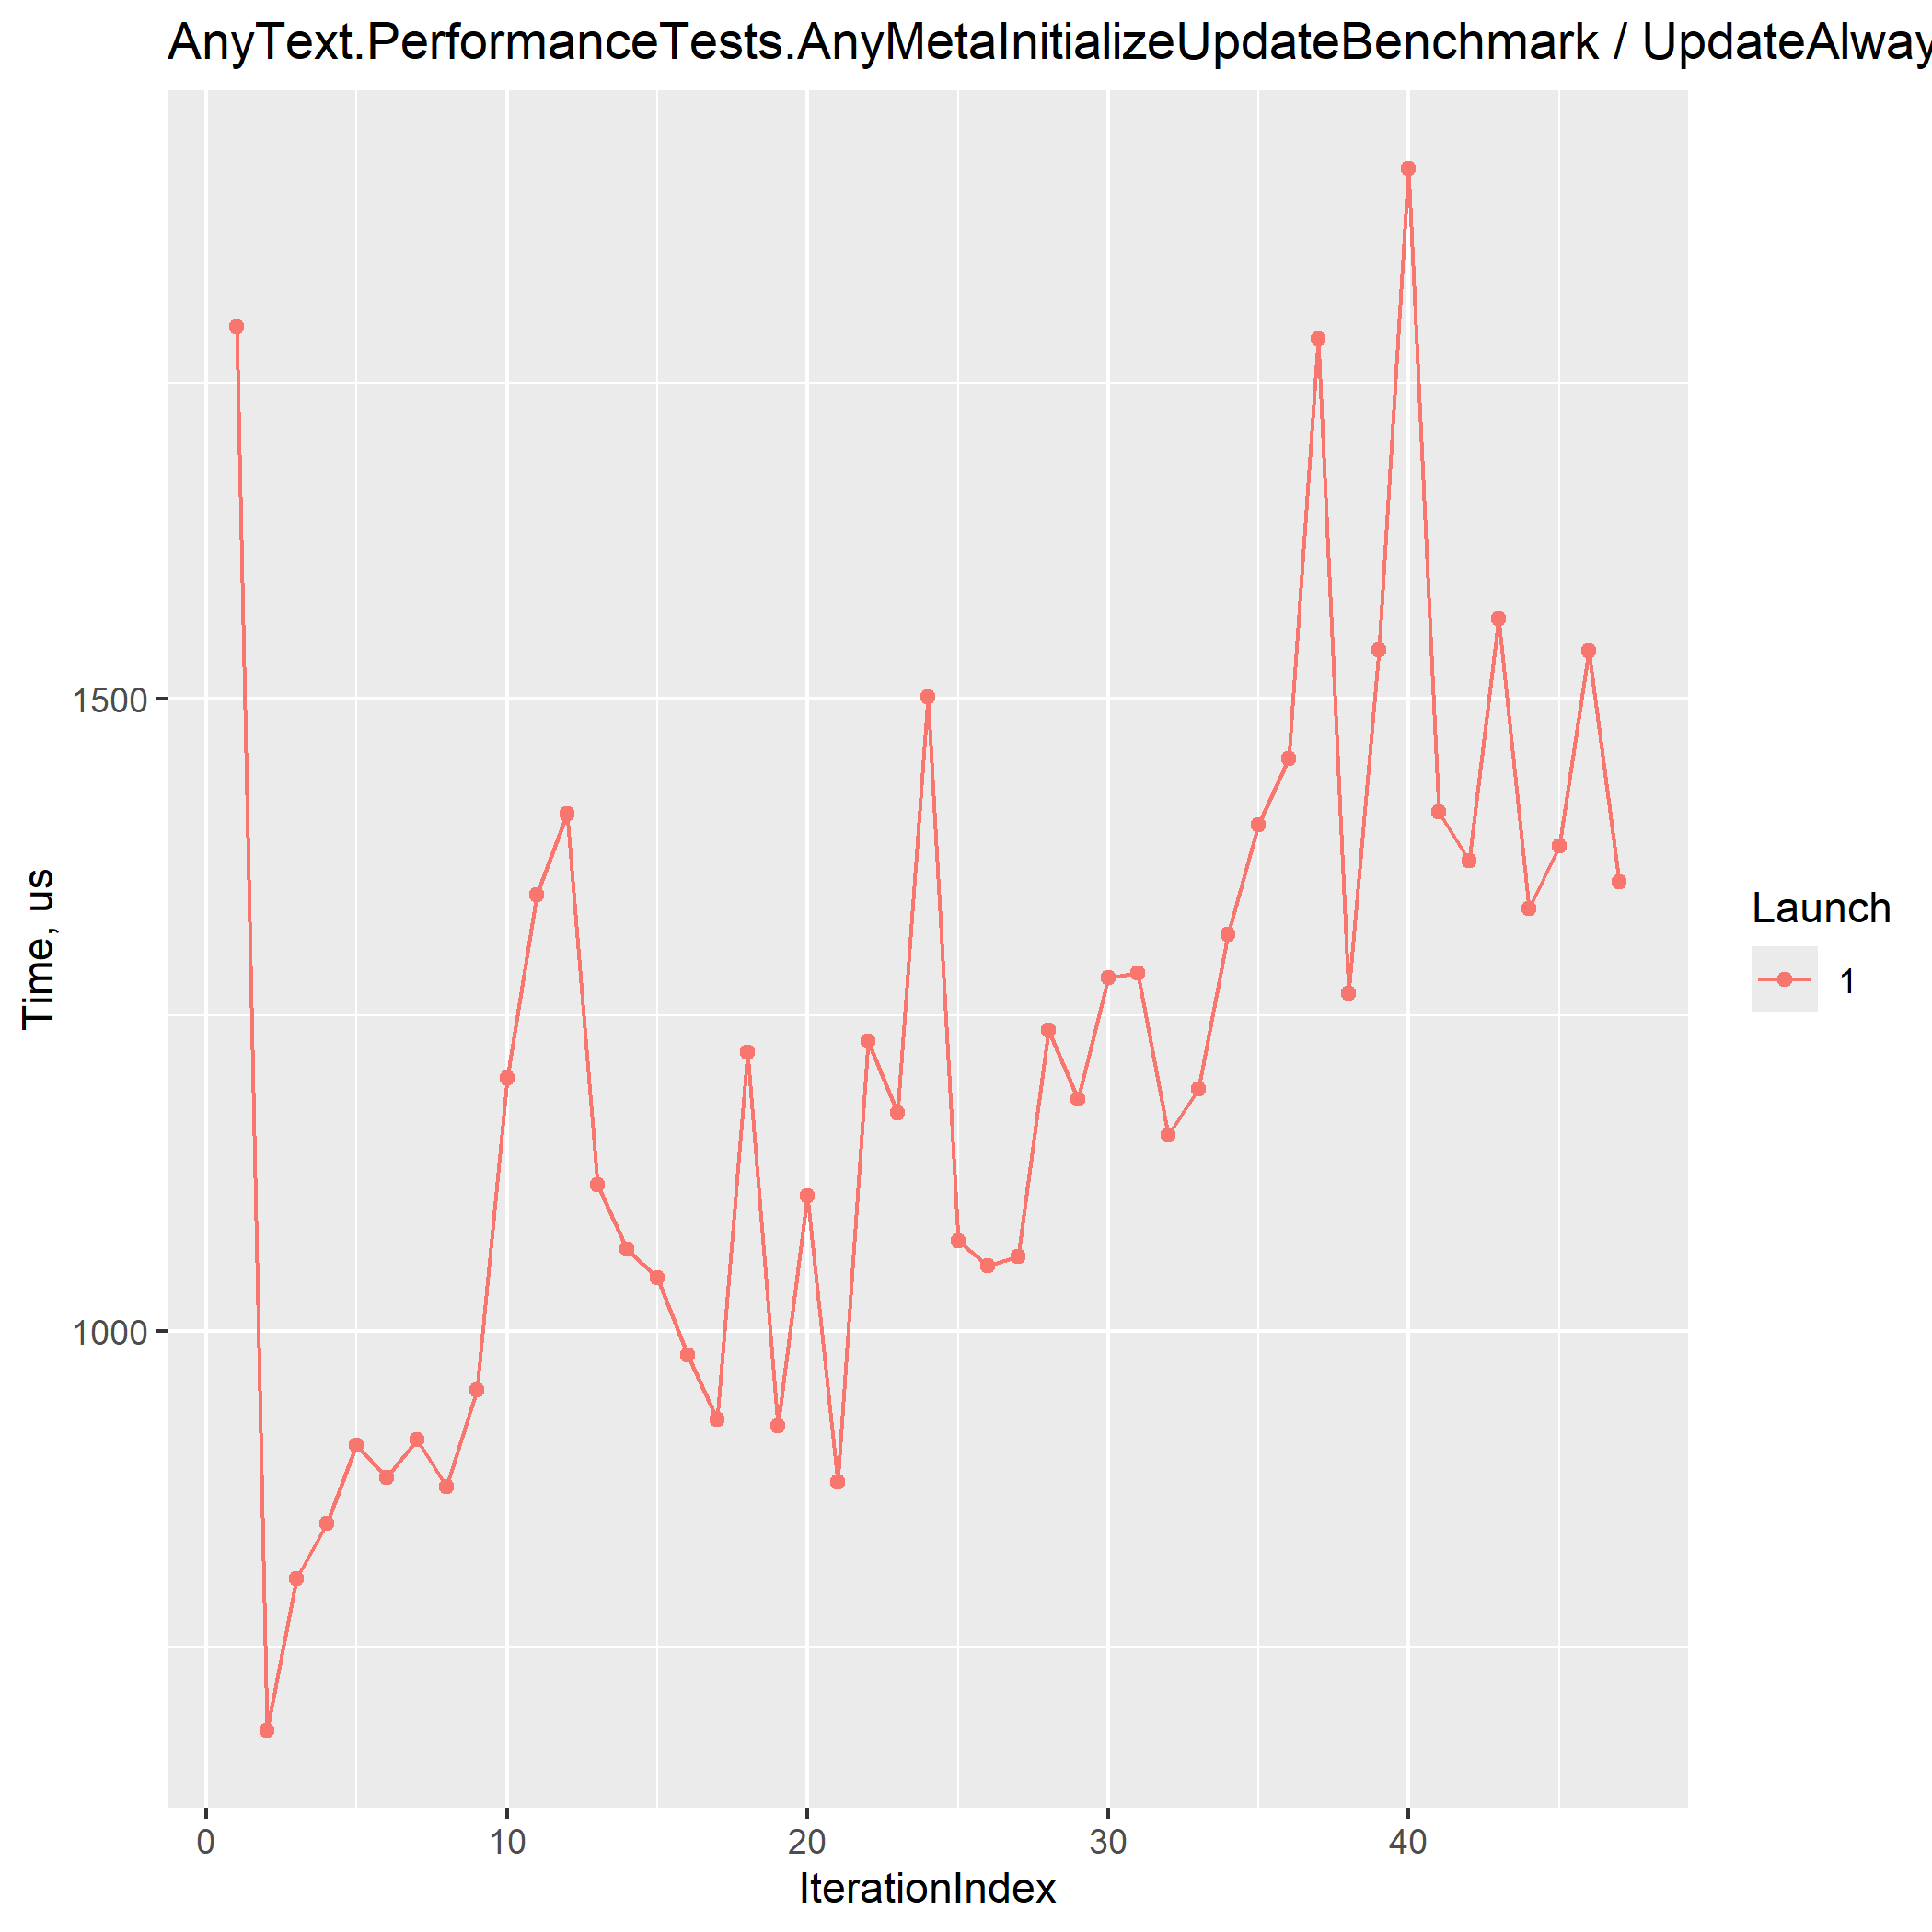 AnyText.PerformanceTests.AnyMetaInitializeUpdateBenchmark / UpdateAlway
Time, us
1500
1000
0 10 20 30 40
IterationIndex
Launch
1